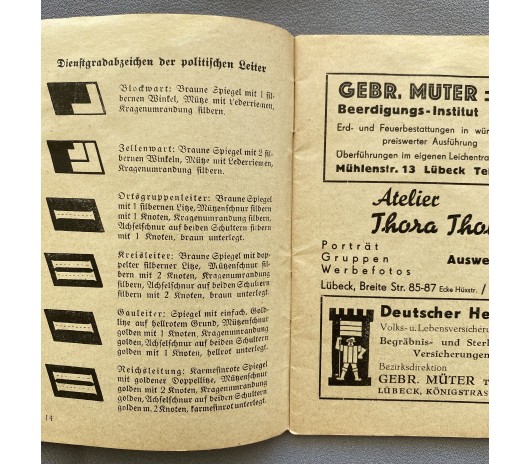 Dienstgradabzeichen der politischen Leiter
Blockwart: Braune Spiegel mit 1 sil-
bernen Winkel, Mütze mit Lederriemen,
Kragenumrandung silbern.
Zellenwart: Braune Spiegel mit 2 sil-
bernen Winkeln, Mütze mit Lederriemen,
Kragenumrandung silbern.
Ortsgruppenleiter: Braune Spiegel
mit 1 silbernen Litze, Mützenschnur silbern
mit 1 Knoten, Kragenumrandung silbern,
Achselschnur auf beiden Schultern silbern
mit 1 Knoten, braun unterlegt.
Kreisleiter: Braune Spiegel mit dop-
pelter silberner Litze, Mützenschnur sil-
bern mit 2 Knoten, Kragenumrandung
silbern, Achselschnur auf beiden Schultern
silbern mit 2 Knoten, braun unterlegt.
Gauleiter: Spiegel mit einfach. Gold-
litze auf hellrotem Grund, Mützenschnur
golden mit 1 Knoten, Kragenumrandung
golden, Achselschnur auf beiden Schultern
golden mit 1 Knoten, hellrot unterlegt.
Reichsleitung: Karmesinrote Spiegel
mit goldener Doppellitze, Mützenschnur
golden mit 2 Knoten, Kragenumrandung
golden, Achselschnur auf beiden Schultern
golden m. 2 Knoten, karmesinrot unterlegt.
14
GEBR. MUTER
Beerdigungs-Institut
Erd- und Feuerbestattungen in wür
preiswerter Ausführung
Überführungen im eigenen Leichentra
Mühlenstr. 13 Lübeck Te
Atelier
Thora Tho
Porträt
Gruppen Auswe
Werbefotos
Lübeck, Breite Str. 85-87 Ecke Hüxstr. /
Deutscher He
Volks- u. Lebensversiche
Begräbnis- und Ster
Versicherungen
Bezirksdirektion
GEBR. MÜTER
LÜBECK, KÖNIGSTRAS